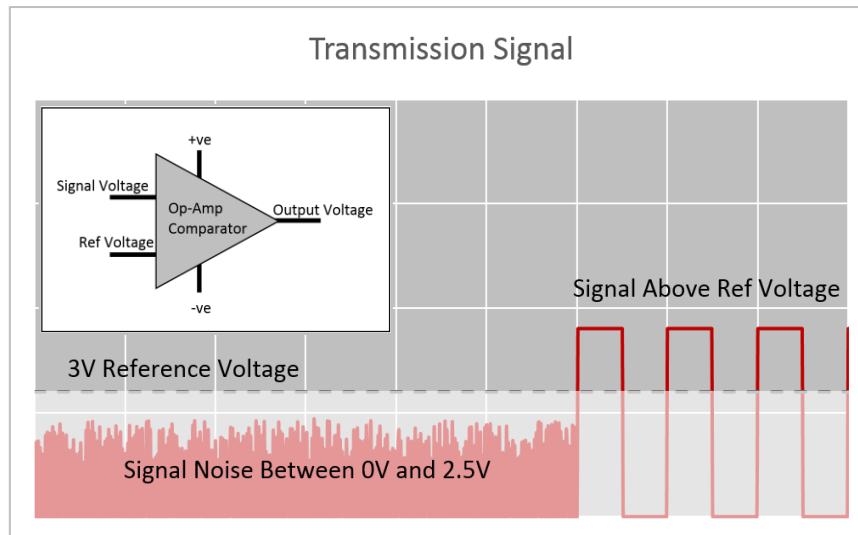 Transmission Signal
+ve
Signal Voltage
Op-Amp
Comparator
Output Voltage
Ref Voltage
-ve
Signal Above Ref Voltage
3V Reference Voltage
Signal Noise Between 0V and 2.5V